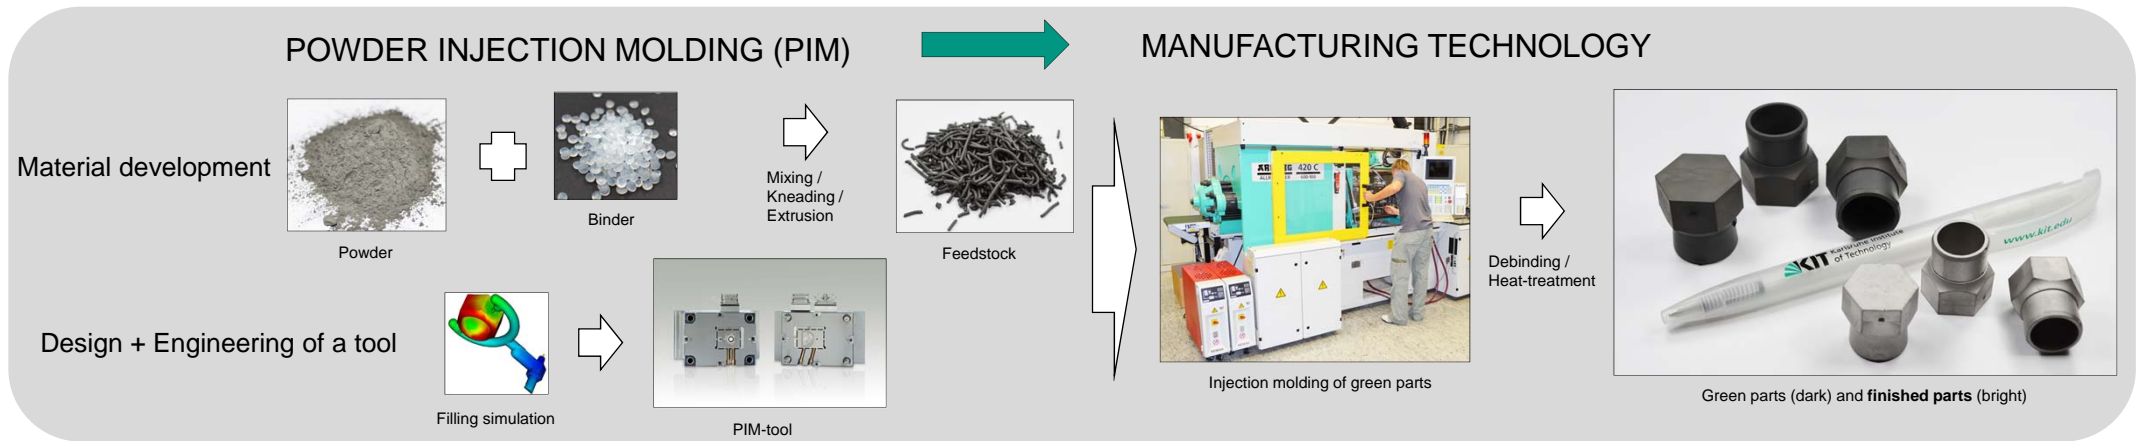 POWDER INJECTION MOLDING (PIM)
MANUFACTURING TECHNOLOGY
Material development
Powder
Binder
Mixing /
Kneading /
Extrusion
Feedstock
Design + Engineering of a tool
Filling simulation
PIM-tool
420 C
Injection molding of green parts
Debinding /
Heat-treatment
KIT
Karlsruhe Institute
of Technology
www.kit.edu
Green parts (dark) and finished parts (bright)